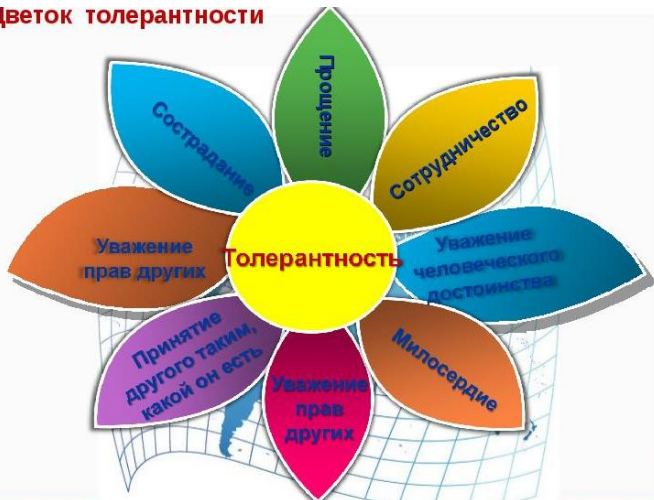 Цветок толерантности
Прощение
Сотрудничество
Уважение
человеческого
достоинства
Милосердие
Уважение
прав
других
Принятие
другого таким,
какой он есть
Уважение
прав других
Сострадание
Толерантность